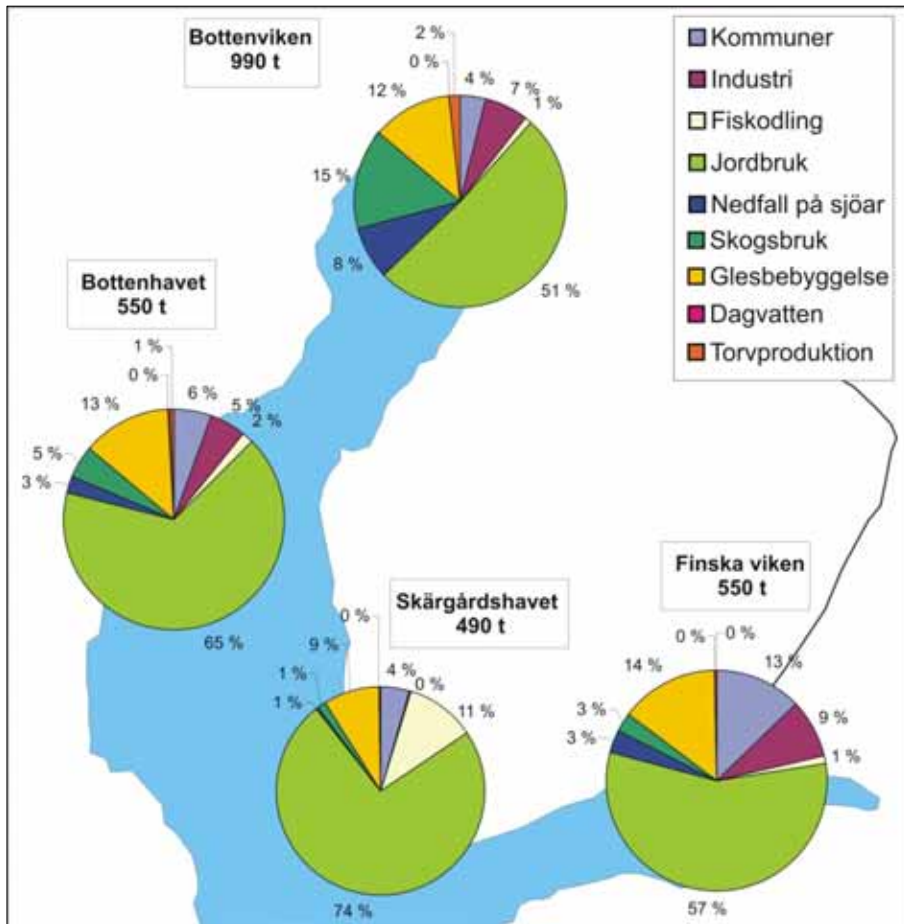 Bottenviken
990 t
2 %
0 %
4 %
7 %
1 %
12 %
15 %
8 %
51 %
Kommuner
Industri
Fiskodling
Jordbruk
Nedfall på sjöar
Skogsbruk
Glesbebyggelse
Dagvatten
Torvproduktion
Bottenhavet
550 t
1 %
0 %
6 %
5 %
2 %
13 %
5 %
3 %
65 %
Skärgårdshavet
490 t
0 %
4 %
0%
11 %
9 %
1 %
1 %
74 %
Finska viken
550 t
0 %
0 %
13 %
9 %
1 %
14 %
3 %
3 %
57 %